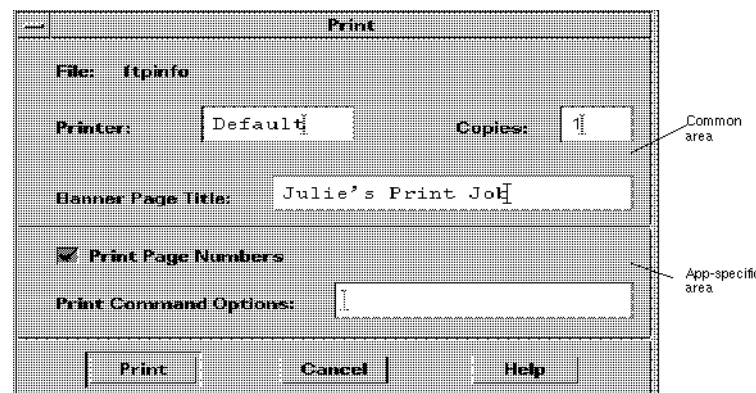 Print
File: ftpinfo
Printer: Default Copies: 1
Common area
Banner Page Title: Julie's Print Job
Print Page Numbers
App-specific area
Print Command Options:
Print Cancel Help